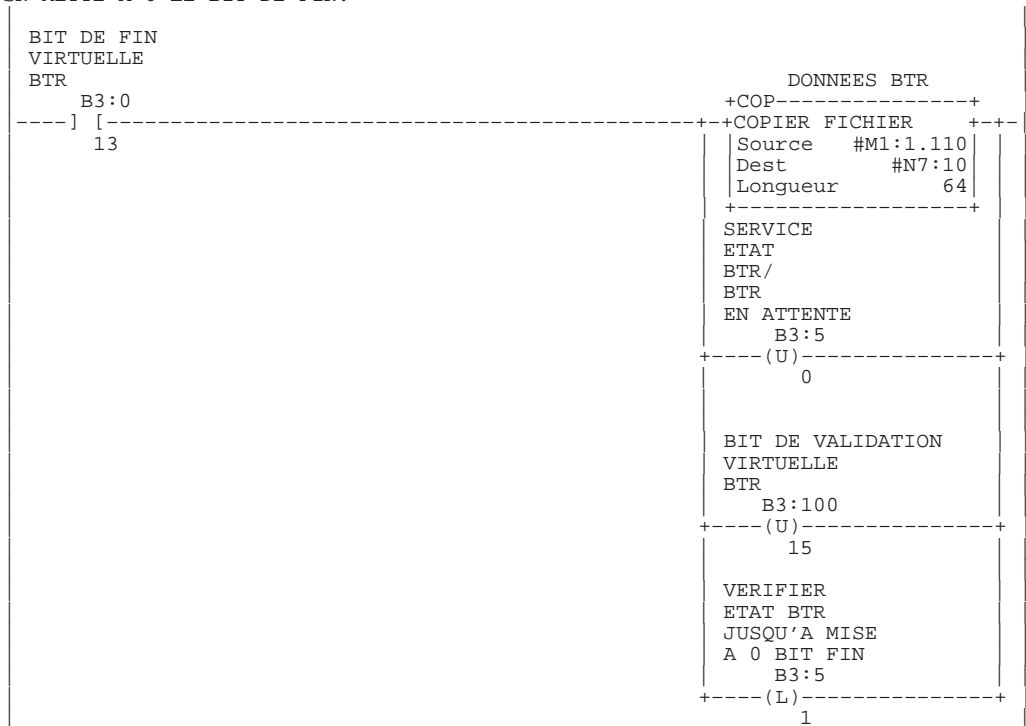 BIT DE FIN
VIRTUELLE
BTR DONNEES BTR
B3:0 +COP---------------+
----] [---------------------------------------------+-+COPIER FICHIER +-+-
13 |Source #M1:1.110|
|Dest #N7:10|
|Longueur 64|
+------------------+
SERVICE
ETAT
BTR/
BTR
EN ATTENTE
B3:5
+----(U)---------------+
0
BIT DE VALIDATION
VIRTUELLE
BTR
B3:100
+----(U)---------------+
15
VERIFIER
ETAT BTR
JUSQU'A MISE
A 0 BIT FIN
B3:5
+----(L)---------------+
1